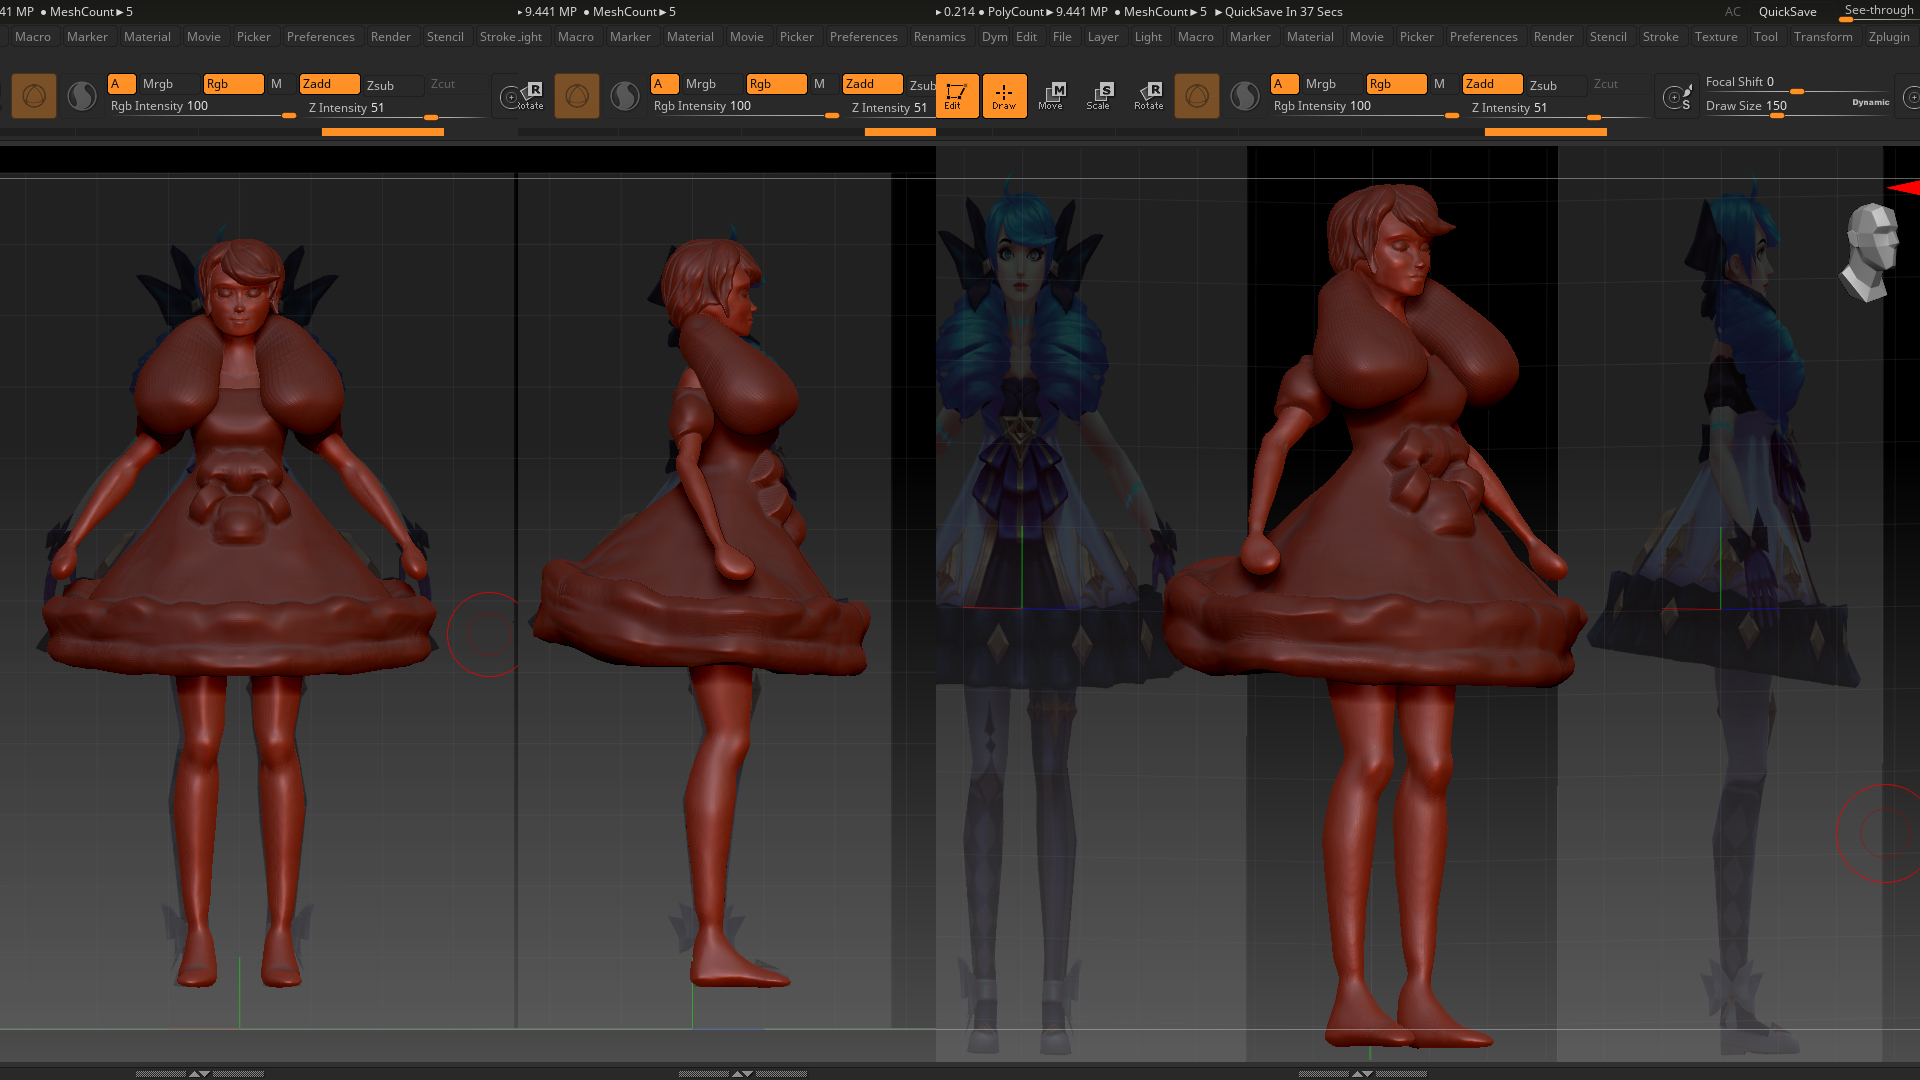 41 MP ● MeshCount►5 ►9.441 MP ● MeshCount►5 ►0.214 ● PolyCount►9.441 MP ● MeshCount►5 ►QuickSave In 37 Secs AC QuickSave See-through
Macro Marker Material Movie Picker Preferences Render Stencil Stroke .ight Macro Marker Material Movie Picker Preferences Renamics Dym Edit File Layer Light Macro Marker Material Movie Picker Preferences Render Stencil Stroke Texture Tool Transform Zplugin
A Mrgb Rgb M Zadd Zsub Zcut A Mrgb Rgb M Zadd Zsub A Mrgb Rgb M Zadd Zsub Zcut Focal Shift 0
Rgb Intensity 100 Z Intensity 51 Rotate Rgb Intensity 100 Z Intensity 51 Edit Draw M Move S Scale R Rotate Rgb Intensity 100 Z Intensity 51 S Draw Size 150 Dynamic